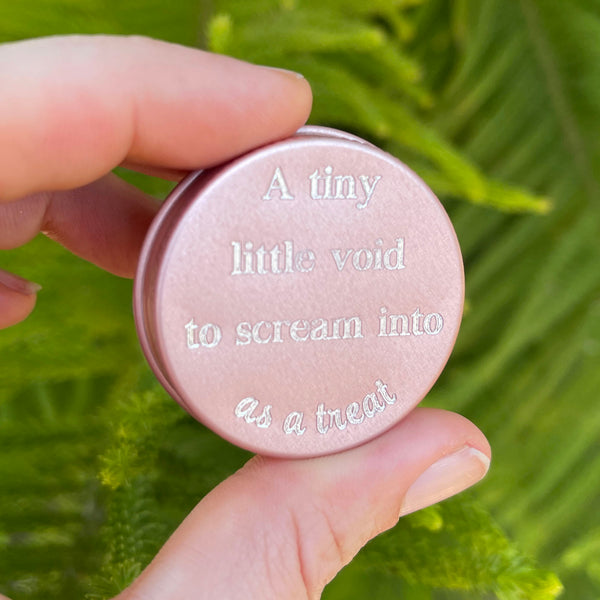 A tiny
little void
to scream into
as a treat